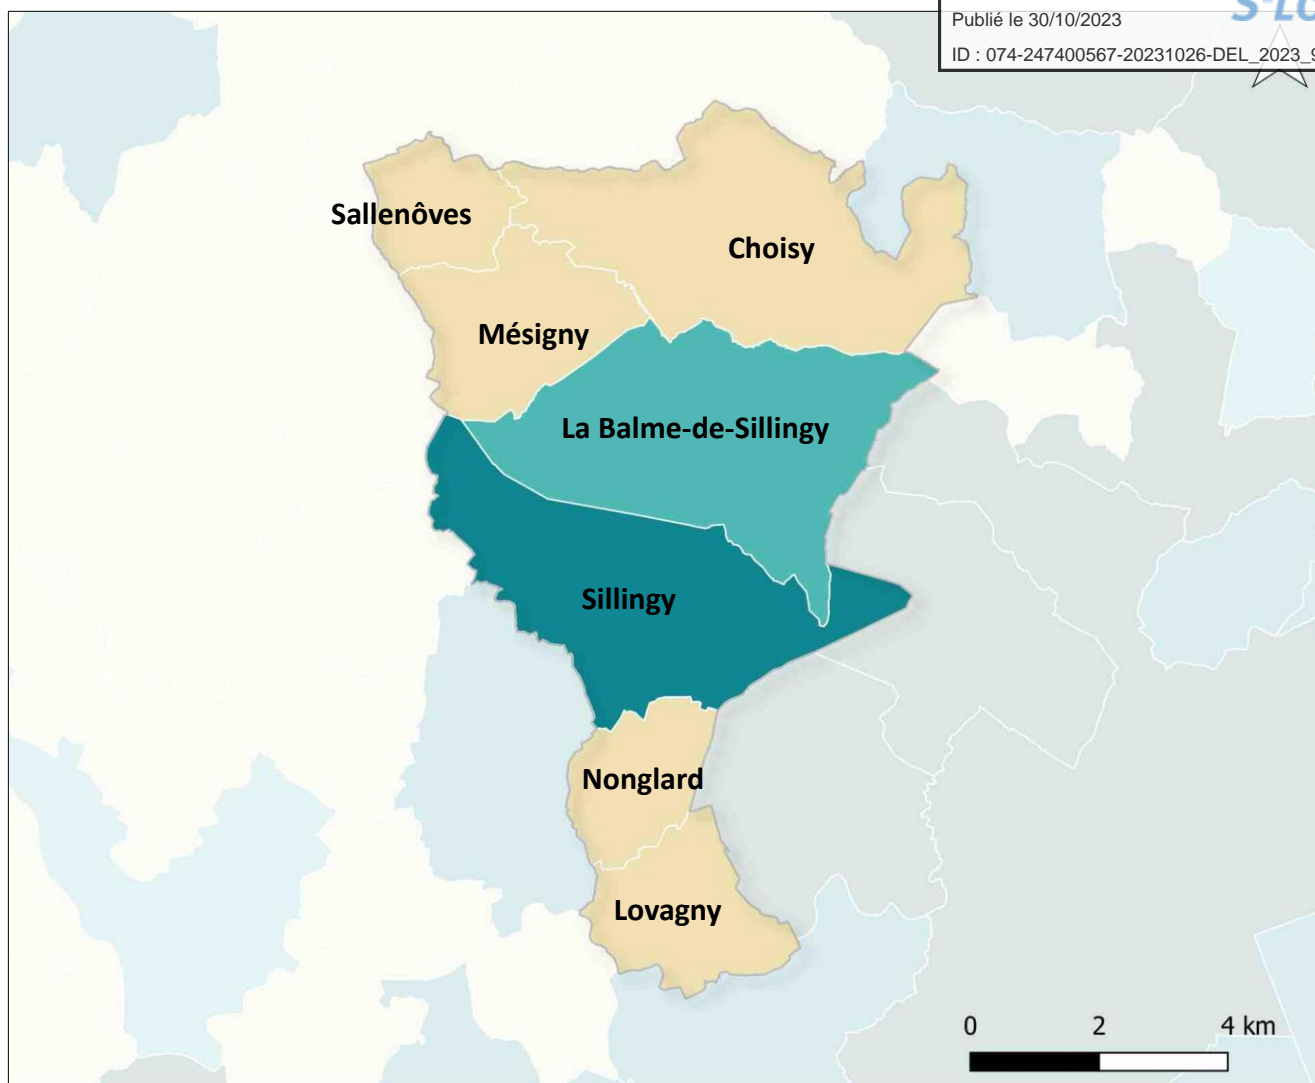 Publié le 30/10/2023
ID : 074-247400567-20231026-DEL_2023_9
Sallenôves
Choisy
Mésigny
La Balme-de-Sillingy
Sillingy
Nonglard
Lovagny
0 2 4 km